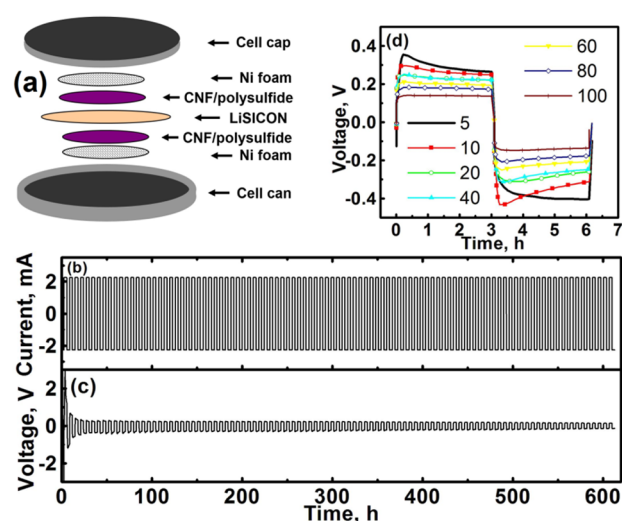 (a)
Cell cap
Ni foam
CNF/polysulfide
LiSICON
CNF/polysulfide
Ni foam
Cell can
(d)
Voltage, V
0.4
0.2
0.0
-0.2
-0.4
60
80
100
5
10
20
40
0 1 2 3 4 5 6 7
Time, h
(b)
Current, mA
2
0
-2
(c)
Voltage, V
2
0
-2
0 100 200 300 400 500 600
Time, h